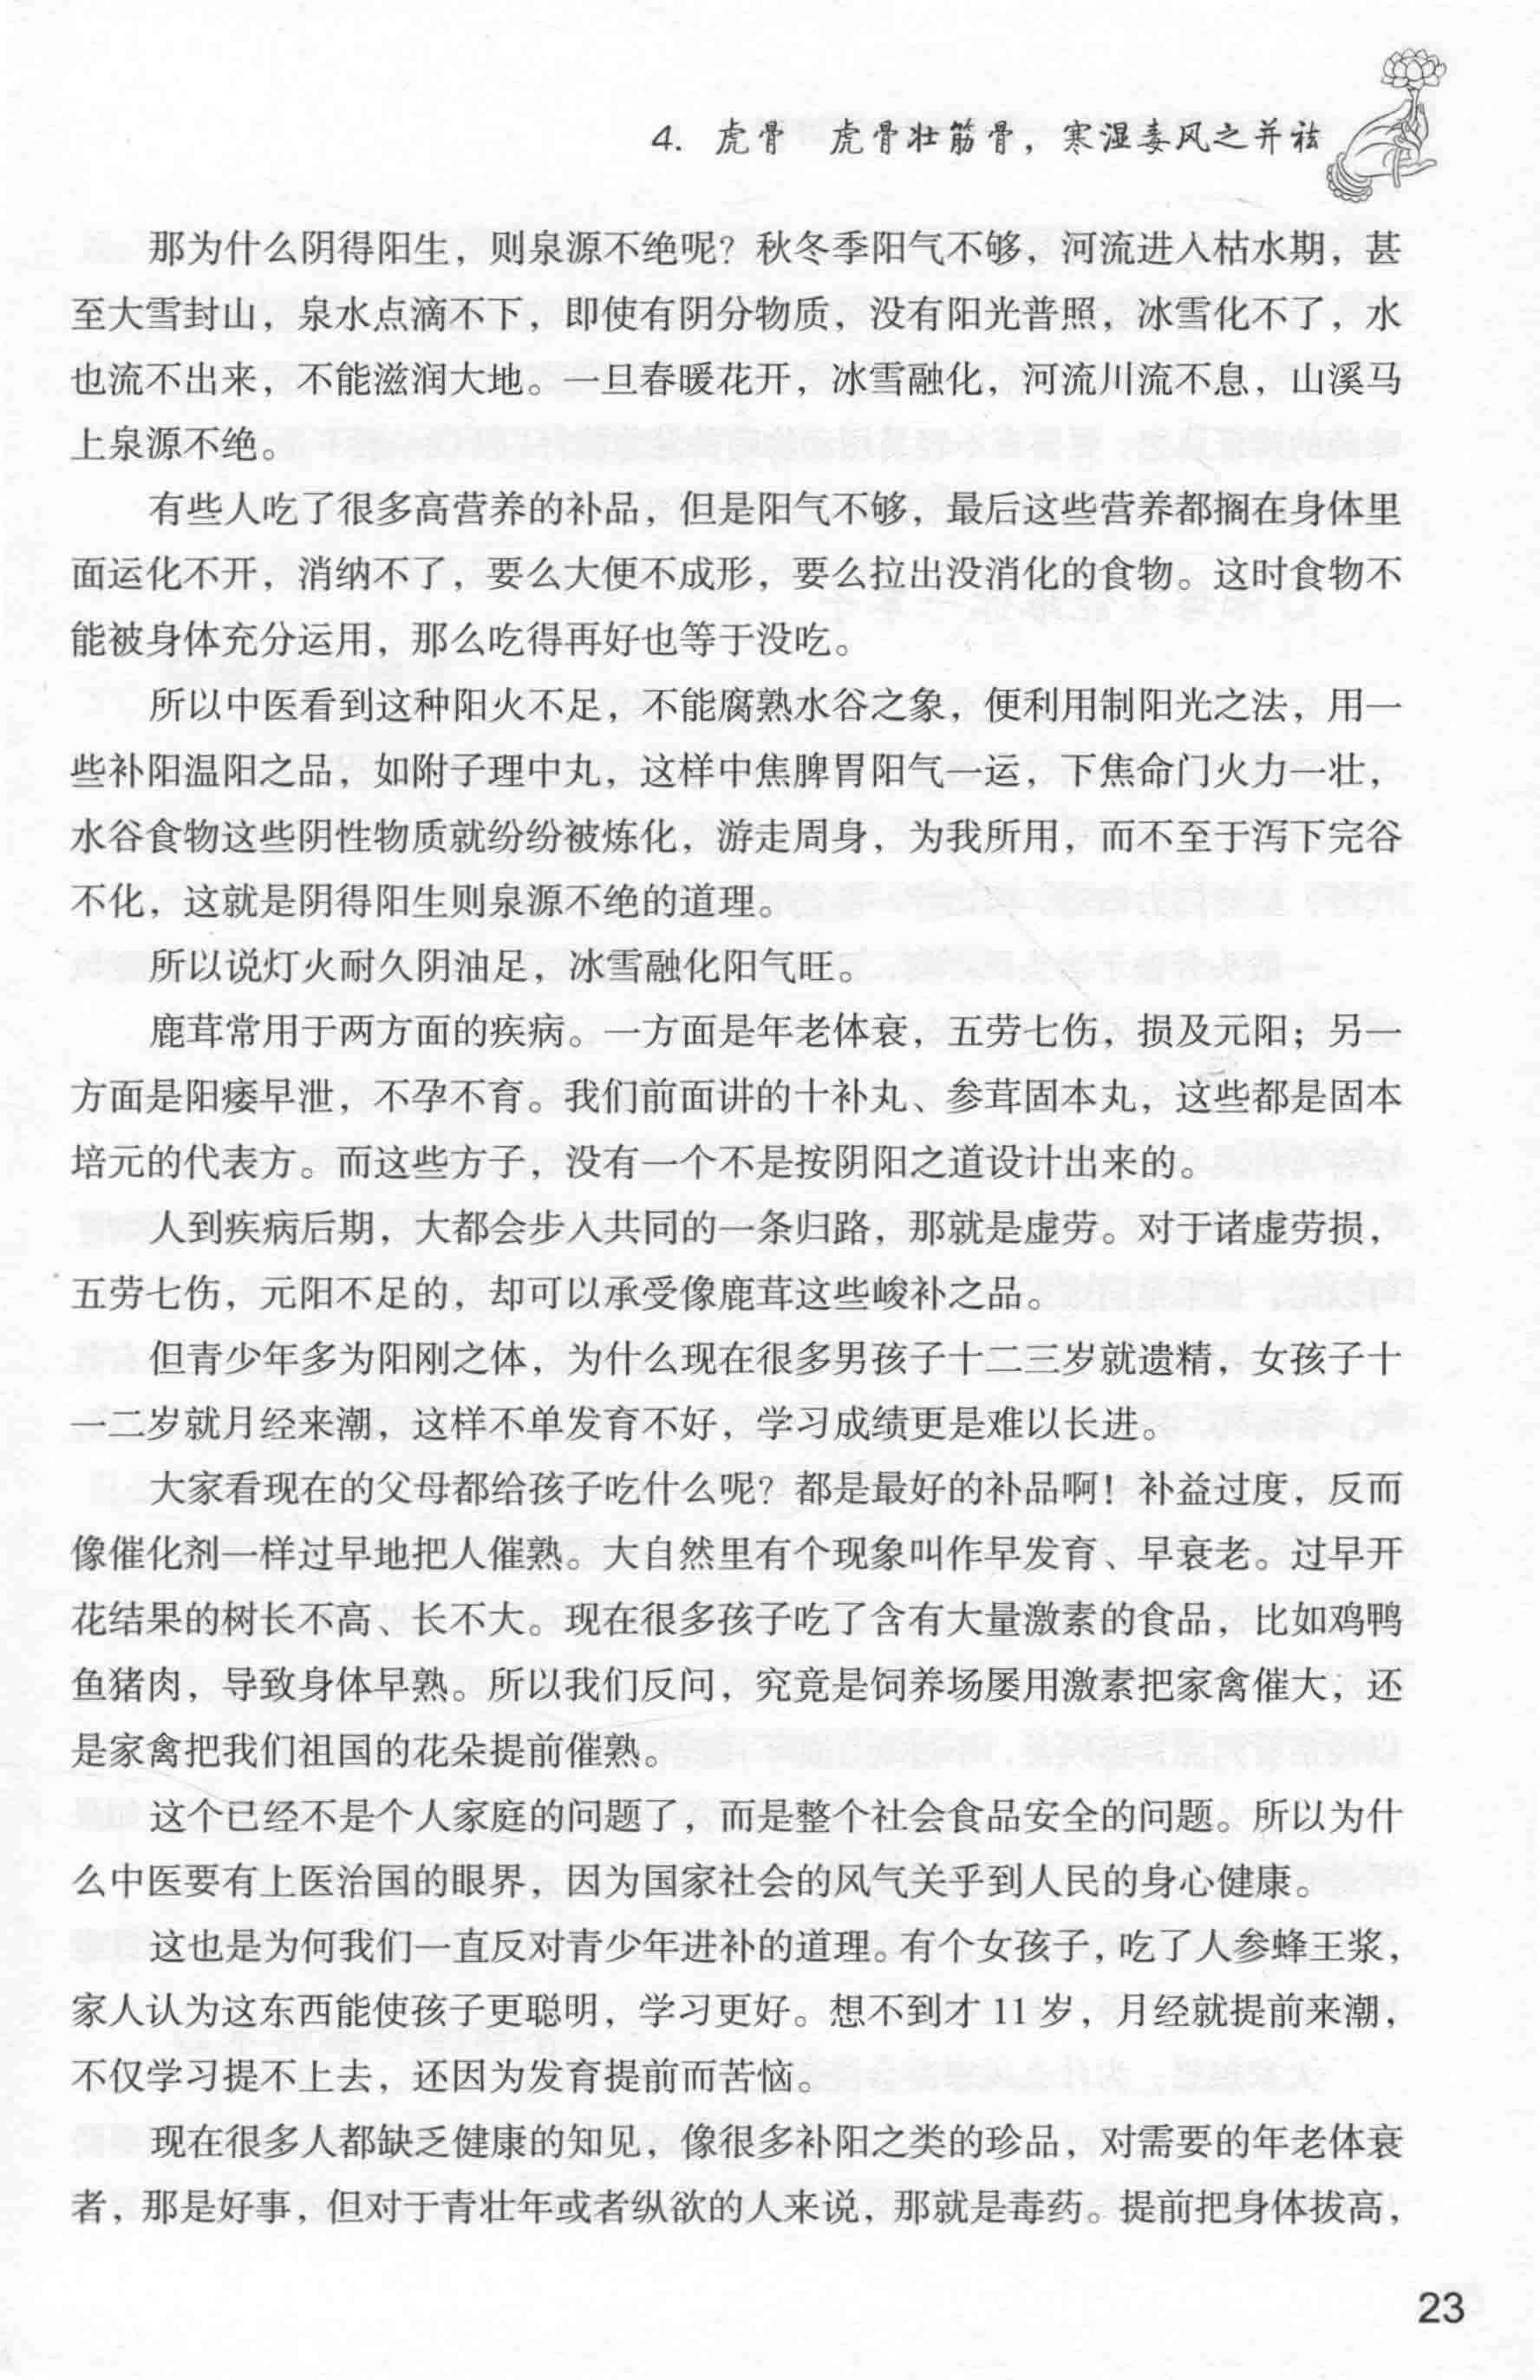 4. 虎骨 虎骨壮筋骨，寒湿毒风之并祛
那为什么阴得阳生，则泉源不绝呢？秋冬季阳气不够，河流进入枯水期，甚
至大雪封山，泉水点滴不下，即使有阴分物质，没有阳光普照，冰雪化不了，水
也流不出来，不能滋润大地。一旦春暖花开，冰雪融化，河流川流不息，山溪马
上泉源不绝。
有些人吃了很多高营养的补品，但是阳气不够，最后这些营养都搁在身体里
面运化不开，消纳不了，要么大便不成形，要么拉出没消化的食物。这时食物不
能被身体充分运用，那么吃得再好也等于没吃。
所以中医看到这种阳火不足，不能腐熟水谷之象，便利用制阳光之法，用一
些补阳温阳之品，如附子理中丸，这样中焦脾胃阳气一运，下焦命门火力一壮，
水谷食物这些阴性物质就纷纷被炼化，游走周身，为我所用，而不至于泻下完谷
不化，这就是阴得阳生则泉源不绝的道理。
所以说灯火耐久阴油足，冰雪融化阳气旺。
鹿茸常用于两方面的疾病。一方面是年老体衰，五劳七伤，损及元阳；另一
方面是阳痿早泄，不孕不育。我们前面讲的十补丸、参茸固本丸，这些都是固本
培元的代表方。而这些方子，没有一个不是按阴阳之道设计出来的。
人到疾病后期，大都会步入共同的一条归路，那就是虚劳。对于诸虚劳损，
五劳七伤，元阳不足的，却可以承受像鹿茸这些峻补之品。
但青少年多为阳刚之体，为什么现在很多男孩子十二三岁就遗精，女孩子十
一二岁就月经来潮，这样不单发育不好，学习成绩更是难以长进。
大家看现在的父母都给孩子吃什么呢？都是最好的补品啊！补益过度，反而
像催化剂一样过早地把人催熟。大自然里有个现象叫作早发育、早衰老。过早开
花结果的树长不高、长不大。现在很多孩子吃了含有大量激素的食品，比如鸡鸭
鱼猪肉，导致身体早熟。所以我们反问，究竟是饲养场屡用激素把家禽催大，还
是家禽把我们祖国的花朵提前催熟。
这个已经不是个人家庭的问题了，而是整个社会食品安全的问题。所以为什
么中医要有上医治国的眼界，因为国家社会的风气关乎到人民的身心健康。
这也是为何我们一直反对青少年进补的道理。有个女孩子，吃了人参蜂王浆，
家人认为这东西能使孩子更聪明，学习更好。想不到才 11 岁，月经就提前来潮，
不仅学习提不上去，还因为发育提前而苦恼。
现在很多人都缺乏健康的知见，像很多补阳之类的珍品，对需要的年老体衰
者，那是好事，但对于青壮年或者纵欲的人来说，那就是毒药。提前把身体拔高，
23